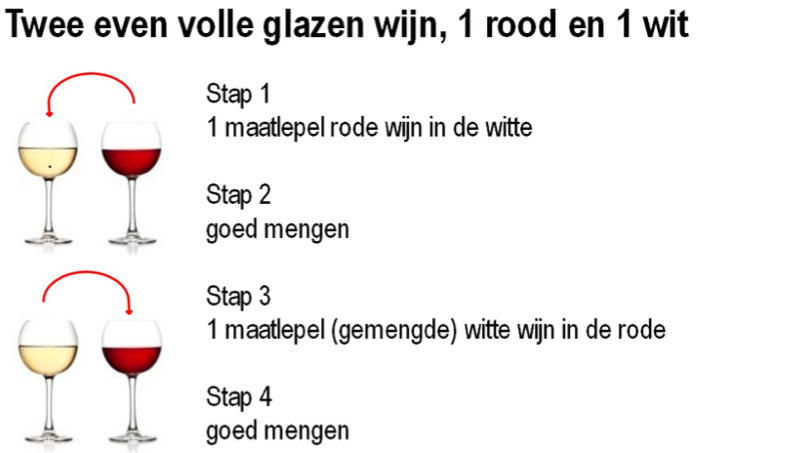 Twee even volle glazen wijn, 1 rood en 1 wit
Stap 1
1 maatlepel rode wijn in de witte
Stap 2
goed mengen
Stap 3
1 maatlepel (gemengde) witte wijn in de rode
Stap 4
goed mengen